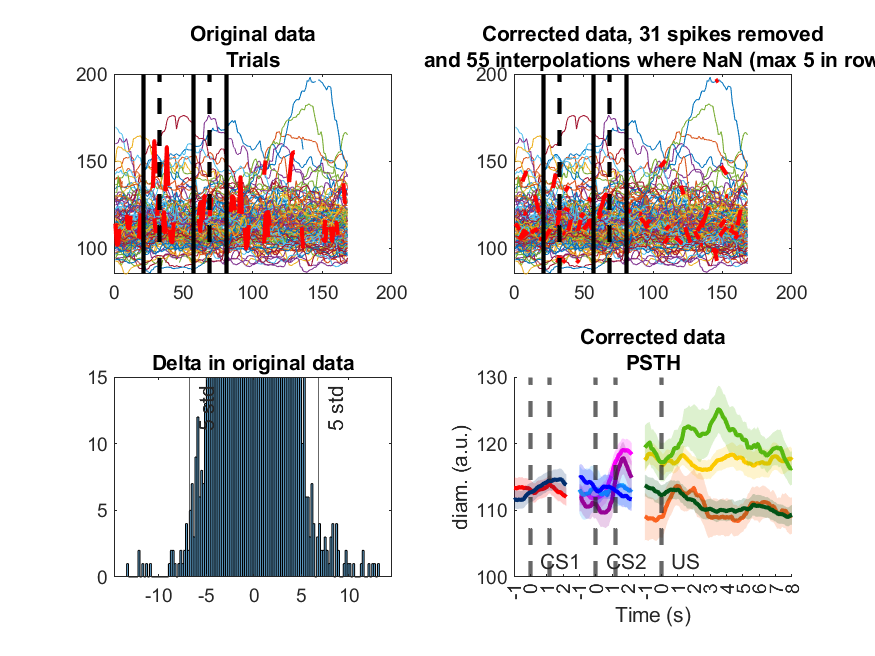 Original data
Trials
200
150
100
0
50
100
150
200
Corrected data, 31 spikes removed
and 55 interpolations where NaN (max 5 in row
200
150
100
0
50
100
150
200
Delta in original data
15
10
5
0
-10
-5
0
5
10
5 std
5 std
Corrected data
PSTH
130
120
110
100
diam. (a.u.)
CS1
CS2
US
-1 0 1 2 -1 0 1 2 -1 0 1 2 3 4 5 6 7 8
Time (s)